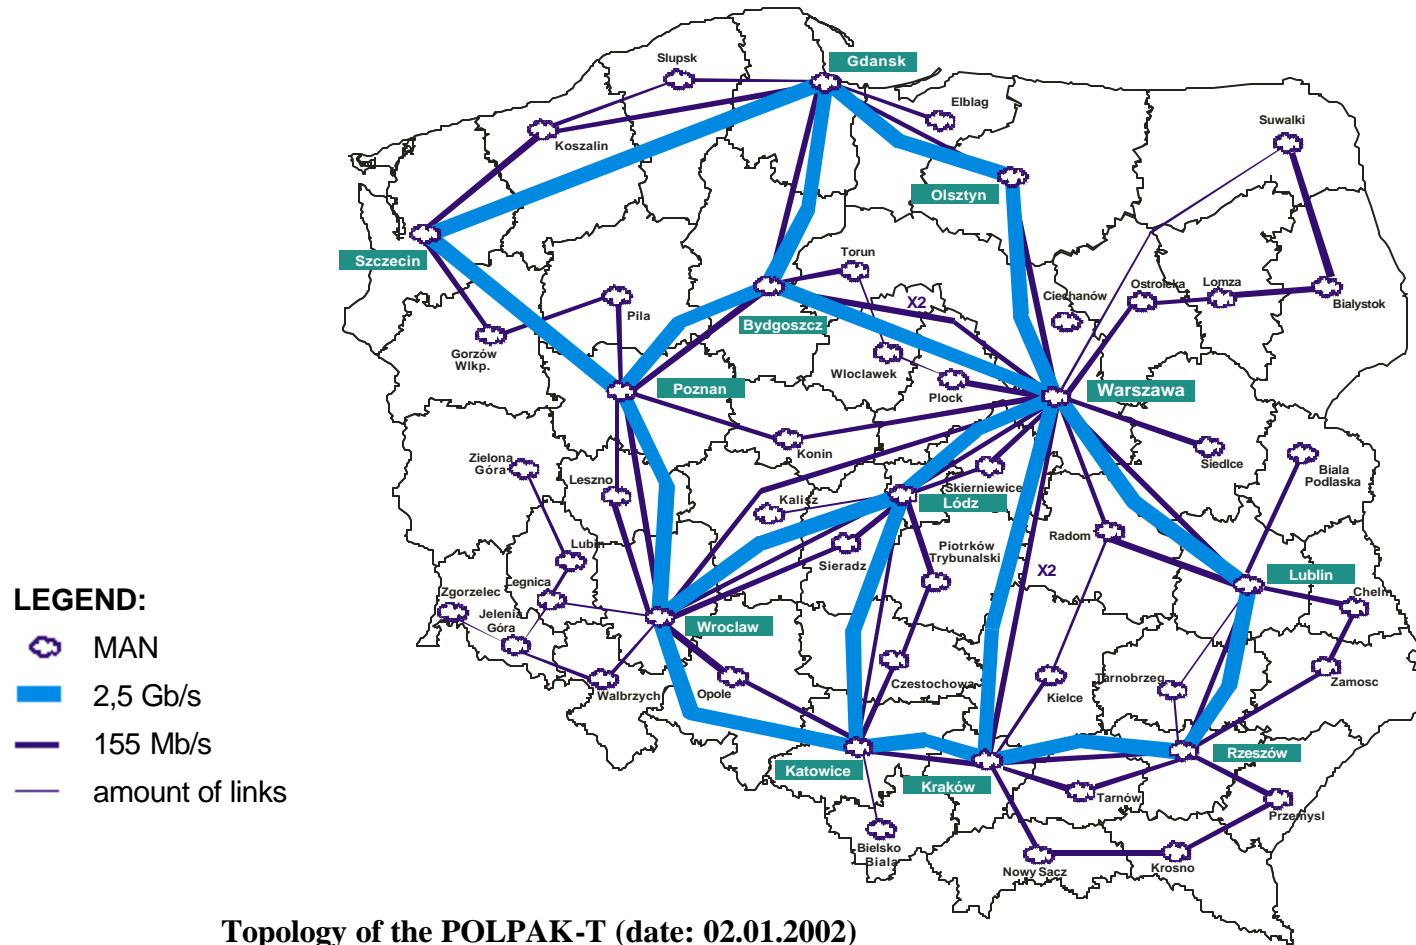 Slupsk
Gdansk
Elblag
Koszalin
Suwalki
Olsztyn
Szczecin
Torun
X2
Ciechanów
Ostroleka
Lomza
Bialystok
Pila
Bydgoszcz
Gorzów
Wlkp.
Wloclawek
Plock
Poznan
Warszawa
Konin
Zielona
Góra
Leszno
Kalisz
Skierniewice
Siedlce
Biala
Podlaska
Lódz
Radom
Lubin
Sieradz
Piotrków
Trybunalski
X2
Lublin
LEGEND:
Zgorzelec
Legnica
Chelm
Jelenia
Góra
Wroclaw
MAN
Walbrzych
Opole
Czestochowa
Kielce
Tarnobrzeg
Zamosc
2,5 Gb/s
155 Mb/s
Katowice
Kraków
Rzeszów
amount of links
Tarnów
Przemysl
Bielsko
Biala
Nowy Sacz
Krosno
Topology of the POLPAK-T (date: 02.01.2002)